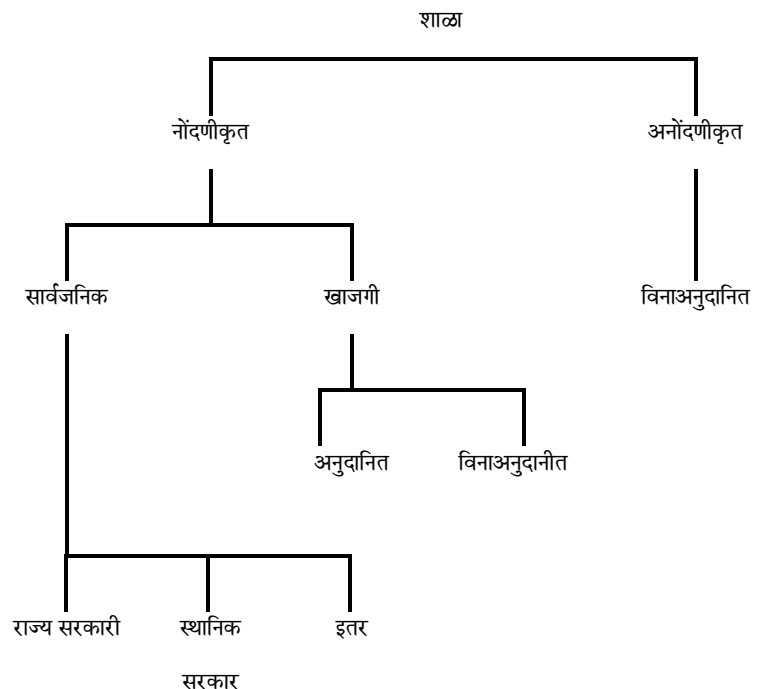 शाळा
नोंदणीकृत अनोंदणीकृत
सार्वजनिक खाजगी विनाअनुदानित
अनुदानित विनाअनुदानीत
राज्य सरकारी स्थानिक इतर
सरकार